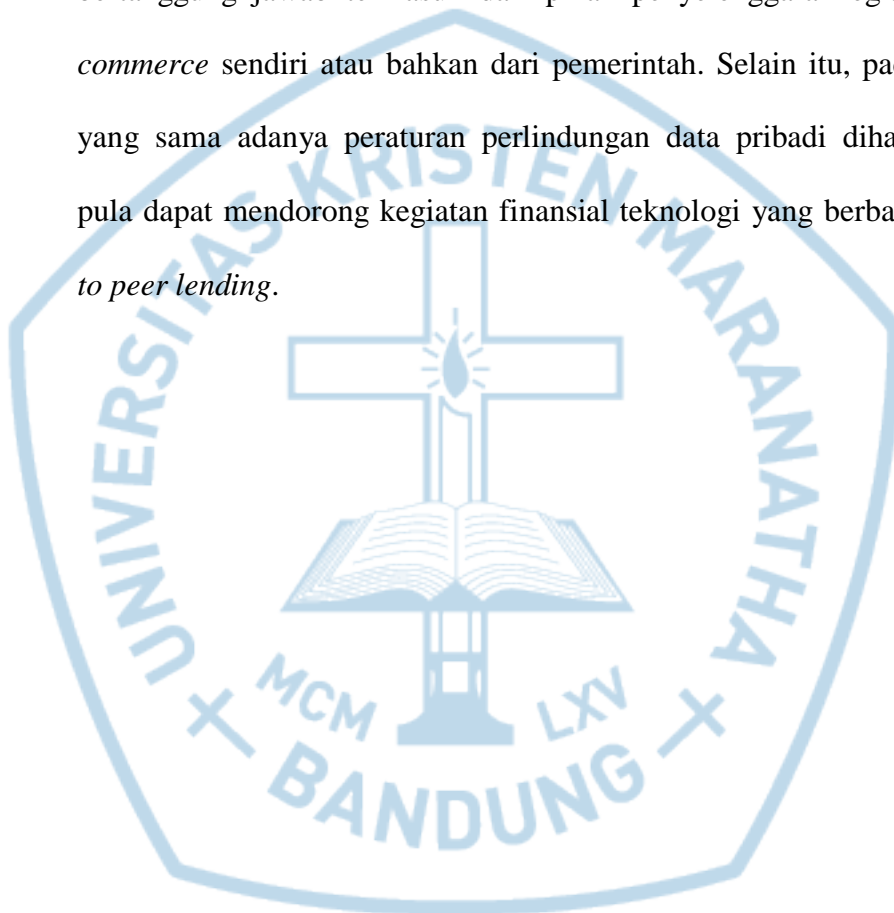 commerce sendiri atau bahkan dari pemerintah. Selain itu, pa
yang sama adanya peraturan perlindungan data pribadi diha
pula dapat mendorong kegiatan finansial teknologi yang berba
to peer lending.
UNIVERSITAS KRISTEN MARANATHA
MCM LXV
BANDUNG